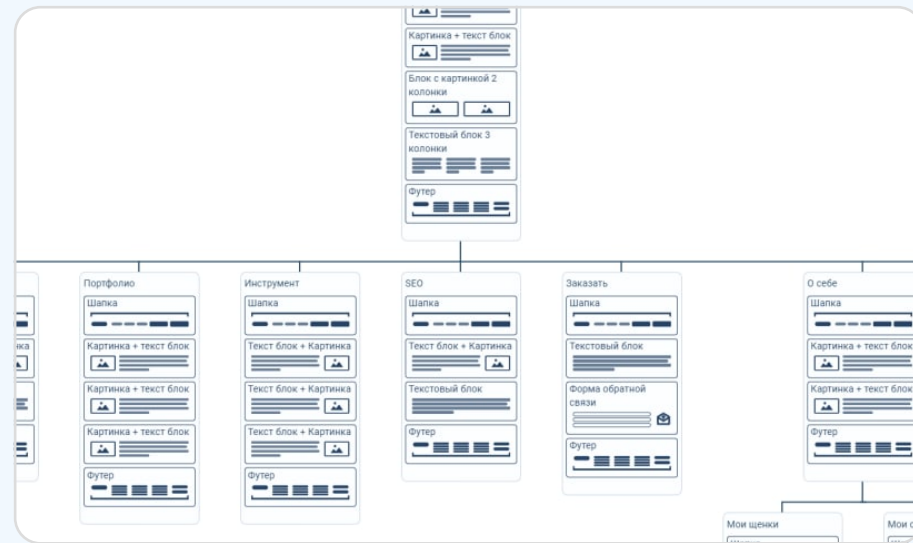 Картинка + текст блок
Блок с картинкой 2
колонки
Текстовый блок 3
колонки
Футер
Портфолио
Шапка
Картинка + текст блок
Картинка + текст блок
Картинка + текст блок
Футер
Инструмент
Шапка
Текст блок + Картинка
Текст блок + Картинка
Текст блок + Картинка
Футер
SEO
Шапка
Текст блок + Картинка
Текстовый блок
Футер
Заказать
Шапка
Текстовый блок
Форма обратной
связи
Футер
О себе
Шапка
Картинка + текст блок
Картинка + текст блок
Футер
Мои щенки
Мои